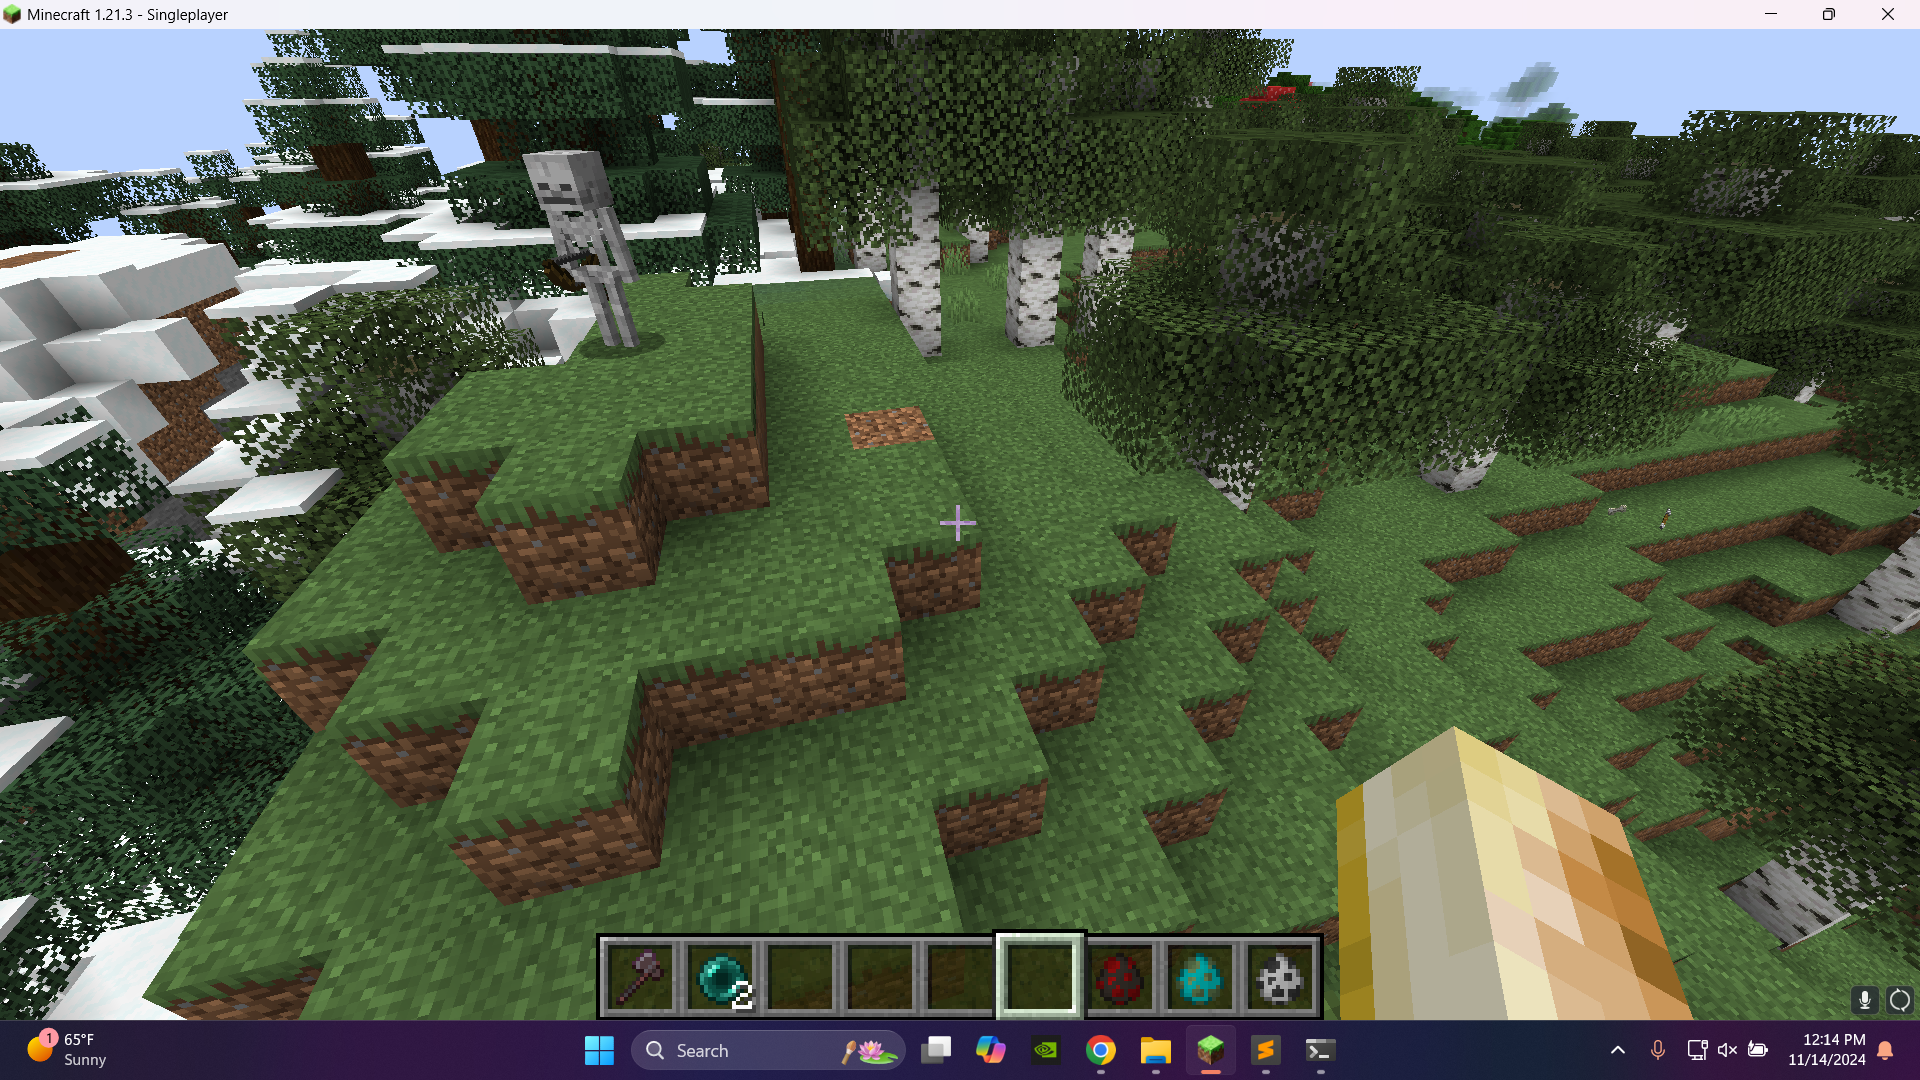 Minecraft 1.21.3 - Singleplayer
2
1
65°F
Sunny
Search
12:14 PM
11/14/2024